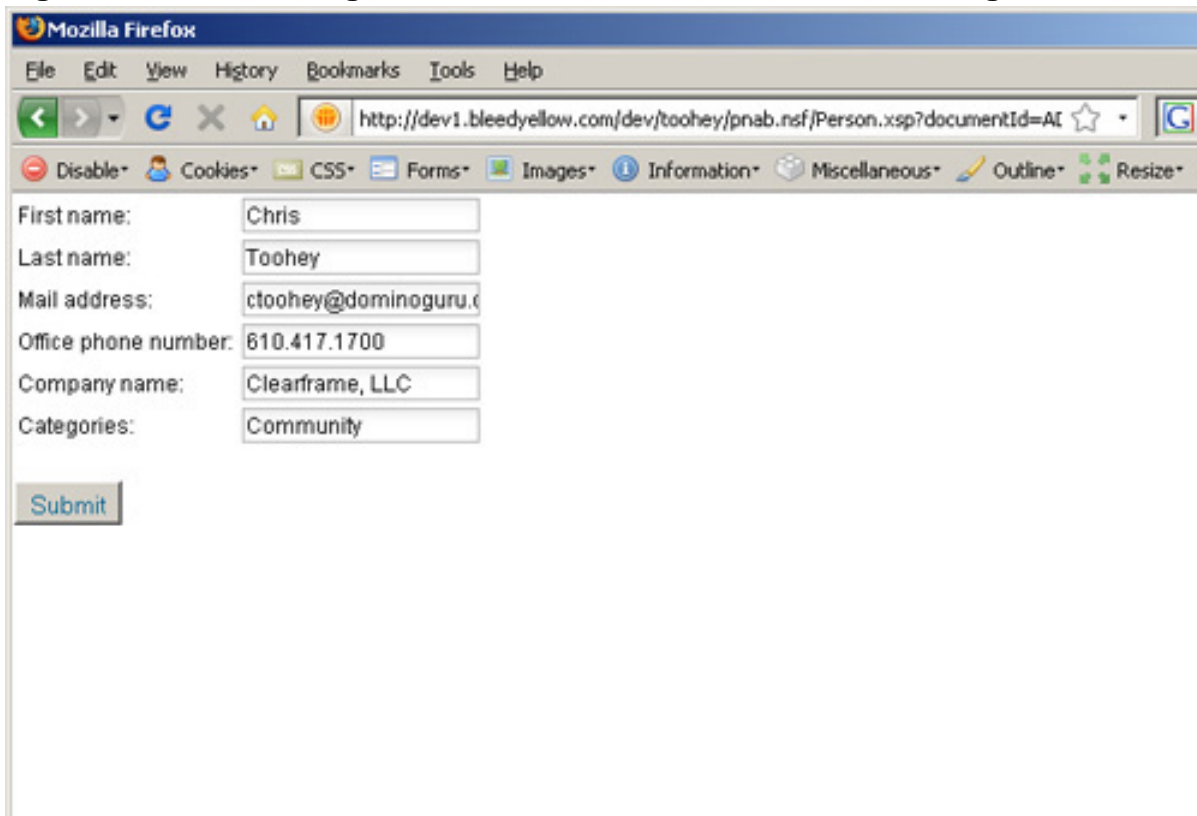 Mozilla Firefox
File Edit View History Bookmarks Tools Help
http://dev1.bleedyellow.com/dev/toohey/pnab.nsf/Person.xsp?documentId=AD G
Disable Cookies CSS Forms Images Information Miscellaneous Outline Resize
First name: Chris
Last name: Toohey
Mail address: ctoohey@dominoguru.
Office phone number: 610.417.1700
Company name: Clearframe, LLC
Categories: Community
Submit